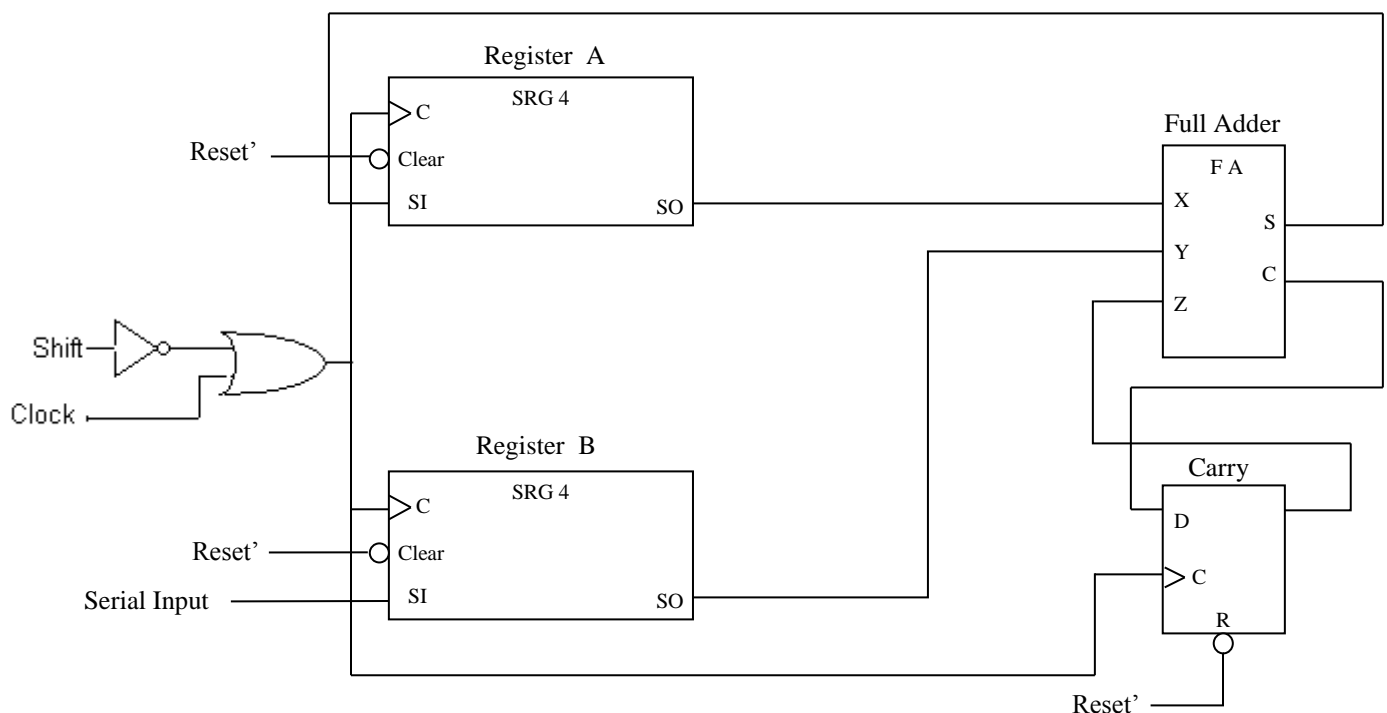 Register  A
SRG 4
C
Reset’
Clear
SI
SO
Full Adder
F A
X
S
Y
C
Z
Shift
Clock
Register  B
SRG 4
C
Reset’
Clear
Serial Input
SI
SO
Carry
D
C
R
Reset’